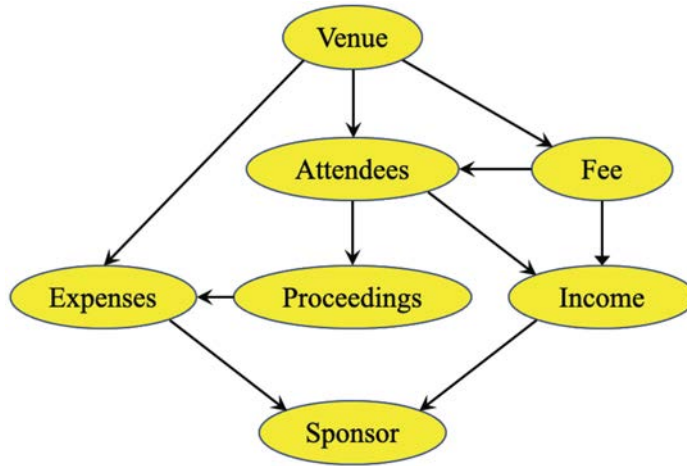 Venue
Attendees
Fee
Expenses
Proceedings
Income
Sponsor